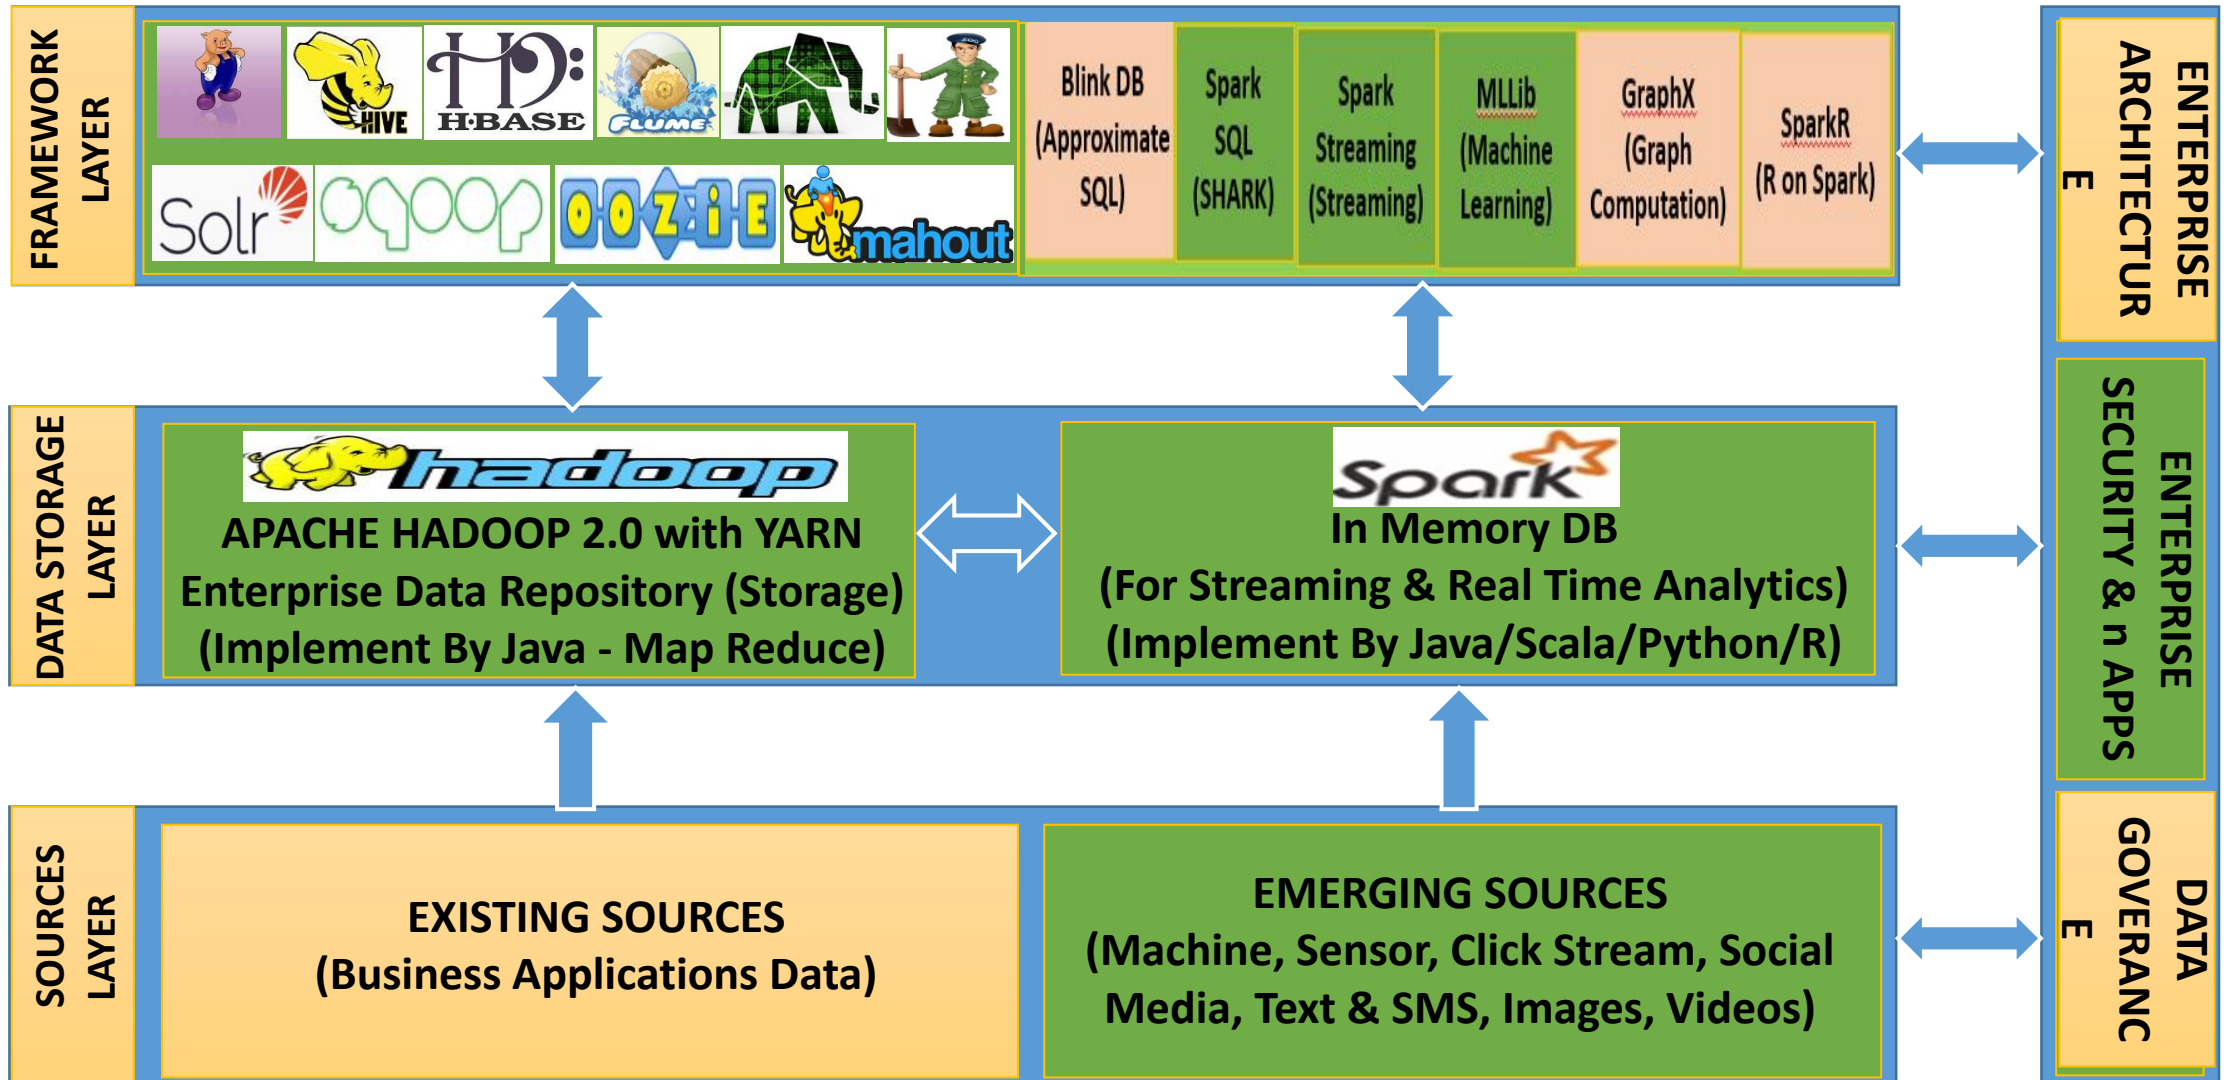 FRAMEWORK
LAYER
HIVE
H·BASE
FLUME
ZOO
Solr
sqoop
OOZiE
mahout
Blink DB
(Approximate
SQL)
Spark
SQL
(SHARK)
Spark
Streaming
(Streaming)
MLLib
(Machine
Learning)
GraphX
(Graph
Computation)
SparkR
(R on Spark)
ENTERPRISE
ARCHITECTUR
E
DATA STORAGE
LAYER
hadoop
APACHE HADOOP 2.0 with YARN
Enterprise Data Repository (Storage)
(Implement By Java - Map Reduce)
Spark
In Memory DB
(For Streaming & Real Time Analytics)
(Implement By Java/Scala/Python/R)
ENTERPRISE
SECURITY & n APPS
SOURCES
LAYER
EXISTING SOURCES
(Business Applications Data)
EMERGING SOURCES
(Machine, Sensor, Click Stream, Social
Media, Text & SMS, Images, Videos)
DATA
GOVERANC
E